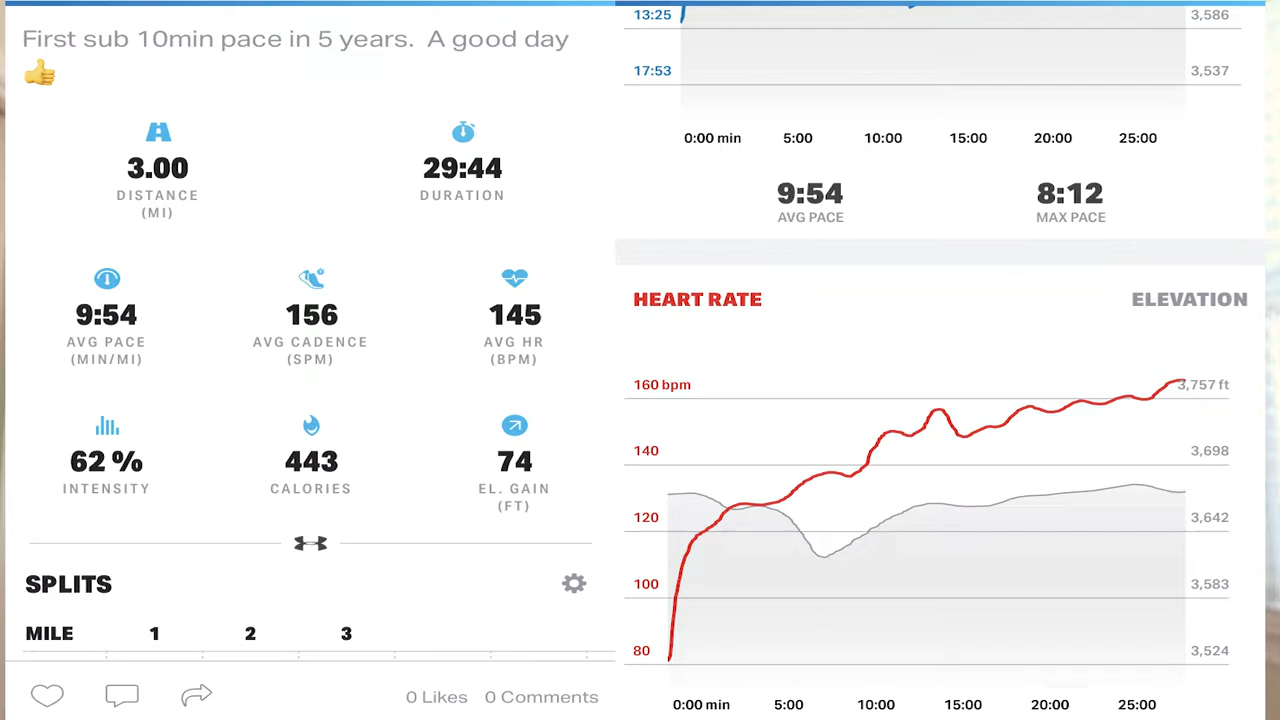 First sub 10min pace in 5 years. A good day
👍
3.00
DISTANCE
(MI)
29:44
DURATION
9:54
AVG PACE
(MIN/MI)
156
AVG CADENCE
(SPM)
145
AVG HR
(BPM)
62 %
INTENSITY
443
CALORIES
74
EL. GAIN
(FT)
SPLITS
MILE 1 2 3
0 Likes 0 Comments
13:25 3,586
17:53 3,537
0:00 min 5:00 10:00 15:00 20:00 25:00
9:54
AVG PACE
8:12
MAX PACE
HEART RATE ELEVATION
160 bpm 3,757 ft
140 3,698
120 3,642
100 3,583
80 3,524
0:00 min 5:00 10:00 15:00 20:00 25:00